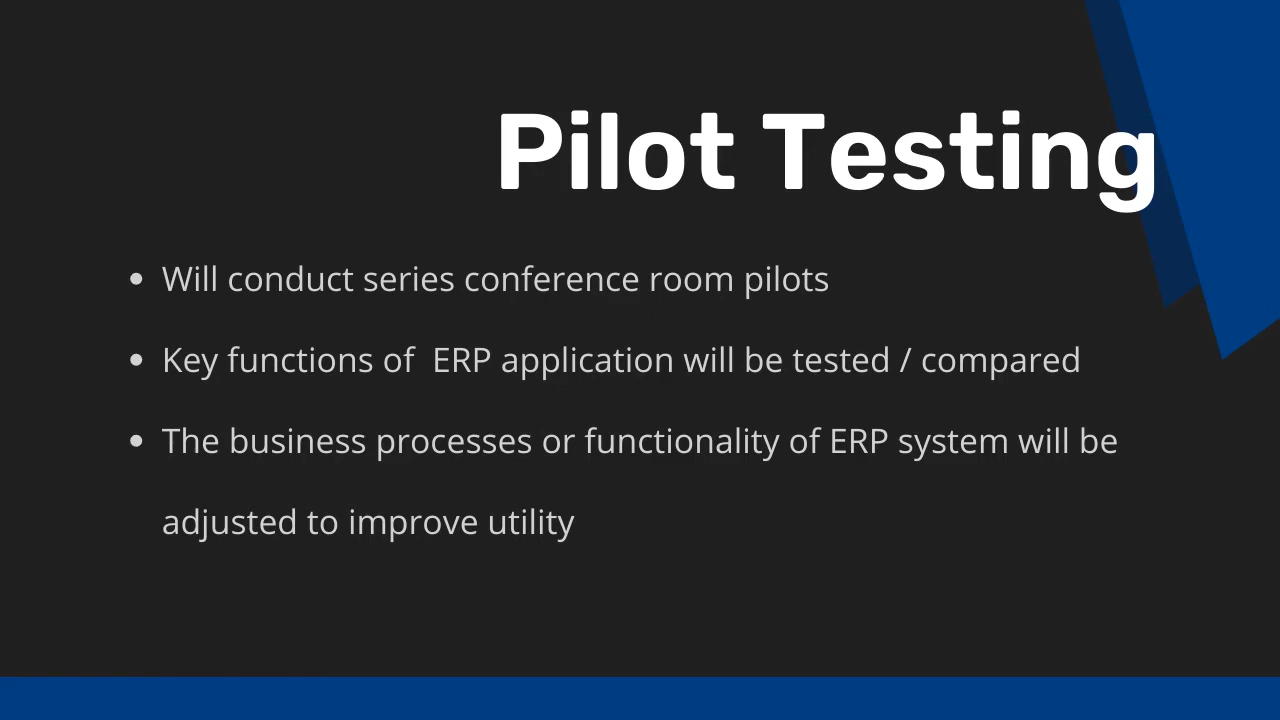 Pilot Testing
• Will conduct series conference room pilots
• Key functions of  ERP application will be tested / compared
• The business processes or functionality of ERP system will be
adjusted to improve utility